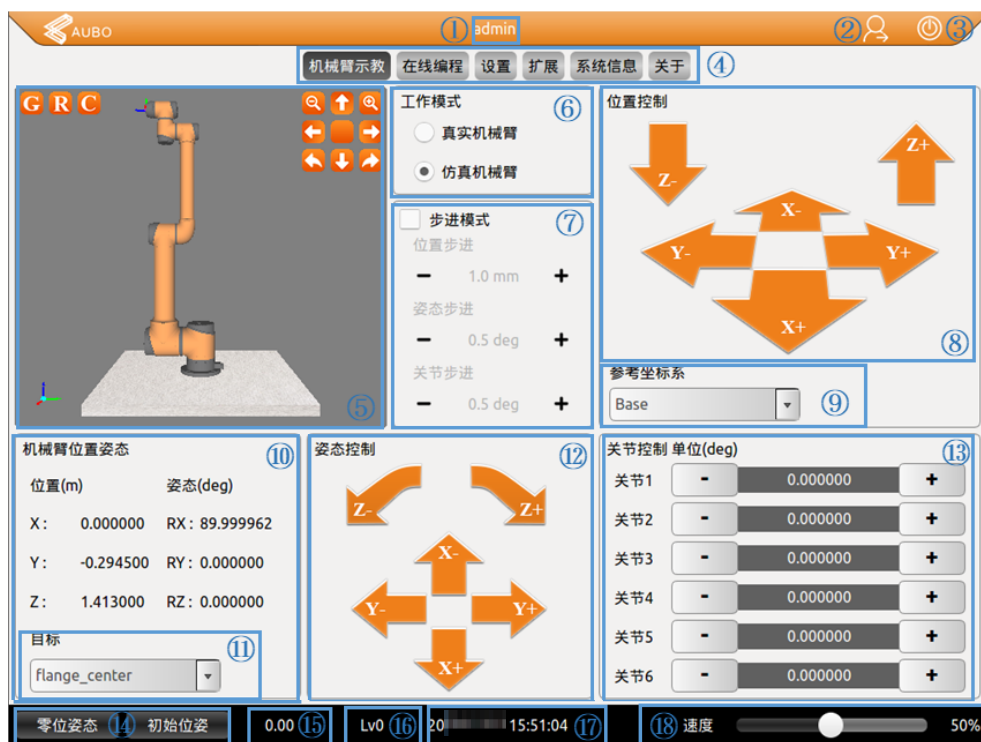 AUBO ① admin ② ③
机械臂示教 在线编程 设置 扩展 系统信息 关于 ④
G R C
⑤
工作模式 ⑥
真实机械臂
仿真机械臂
步进模式 ⑦
位置步进
− 1.0 mm +
姿态步进
− 0.5 deg +
关节步进
− 0.5 deg +
位置控制
Z- Z+
X-
Y- Y+
X+
⑧
参考坐标系
Base ⑨
机械臂位置姿态 ⑩
位置(m) 姿态(deg)
X: 0.000000 RX: 89.999962
Y: -0.294500 RY: 0.000000
Z: 1.413000 RZ: 0.000000
目标 ⑪
flange_center
姿态控制 ⑫
Z- Z+
X-
Y- Y+
X+
关节控制 单位(deg) ⑬
关节1 - 0.000000 +
关节2 - 0.000000 +
关节3 - 0.000000 +
关节4 - 0.000000 +
关节5 - 0.000000 +
关节6 - 0.000000 +
零位姿态 ⑭ 初始位姿 0.00 ⑮ Lv0 ⑯ 20 15:51:04 ⑰ ⑱ 速度 50%